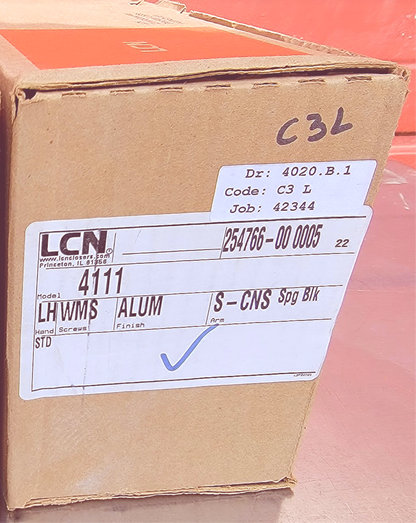 C3L
Dr: 4020.B.1
Code: C3 L
Job: 42344
LCN
www.lcnclosers.com
Princeton, IL 61356
254766-00 0005 22
4111
Model
LH WMS ALUM S-CNS Spg Blk
Hand Screws Finish Arm
STD